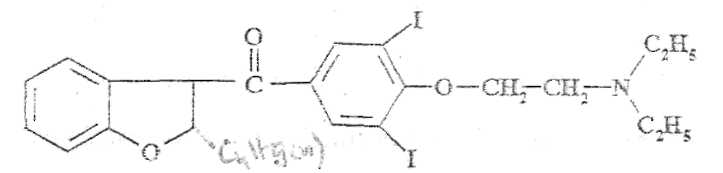 I
O
C₂H₅
C
O—CH₂—CH₂—N
C₂H₅
O
C₄H₉(n)
I